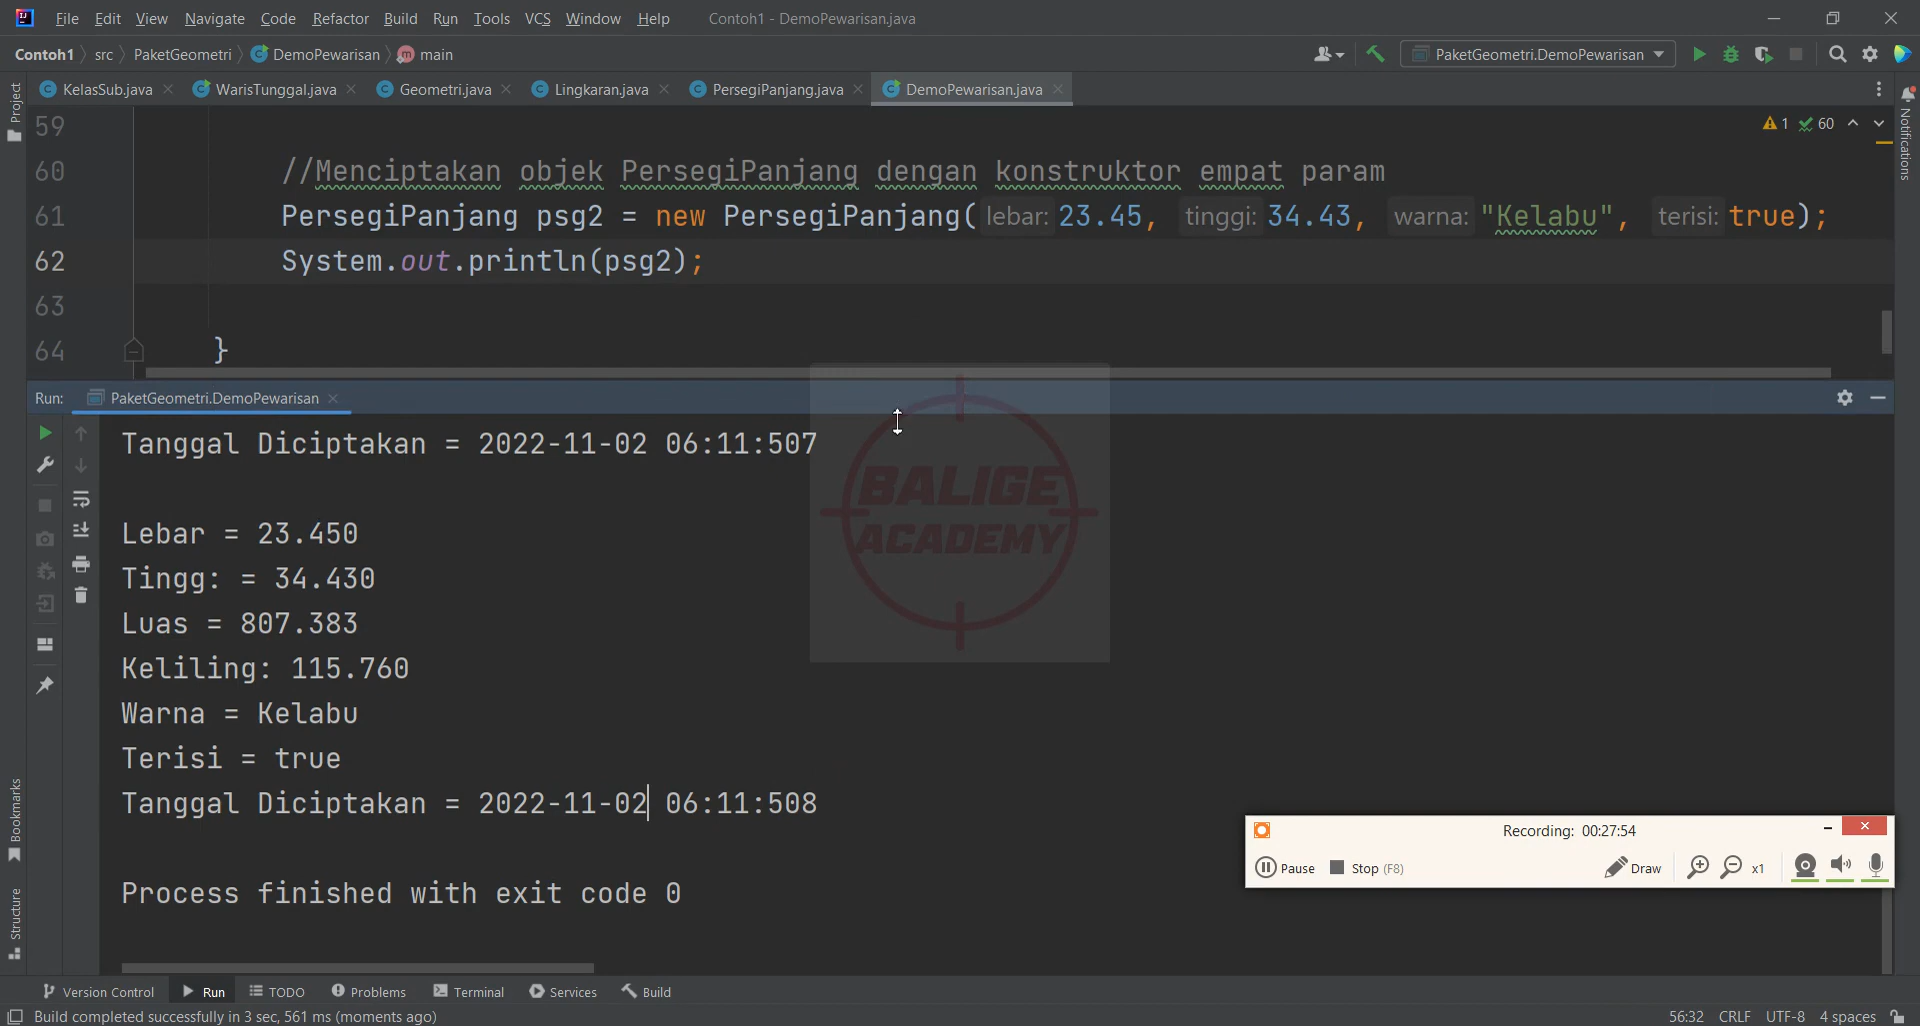 File Edit View Navigate Code Refactor Build Run Tools VCS Window Help Contoh1 - DemoPewarisan.java
Contoh1 src PaketGeometri DemoPewarisan m main PaketGeometri.DemoPewarisan
KelasSub.java WarisTunggal.java Geometri.java Lingkaran.java PersegiPanjang.java DemoPewarisan.java
Project
Notifications
59 1 60
60 //Menciptakan objek PersegiPanjang dengan konstruktor empat param
61 PersegiPanjang psg2 = new PersegiPanjang( lebar: 23.45, tinggi: 34.43, warna: "Kelabu", terisi: true);
62 System.out.println(psg2);
63
64 }
Run: PaketGeometri.DemoPewarisan
Tanggal Diciptakan = 2022-11-02 06:11:507
BALIGE
ACADEMY
Lebar = 23.450
Tingg: = 34.430
Luas = 807.383
Keliling: 115.760
Warna = Kelabu
Terisi = true
Tanggal Diciptakan = 2022-11-02 06:11:508
Process finished with exit code 0
Recording: 00:27:54
Pause Stop (F8) Draw x1
Bookmarks
Structure
Version Control Run TODO Problems Terminal Services Build
Build completed successfully in 3 sec, 561 ms (moments ago) 56:32 CRLF UTF-8 4 spaces